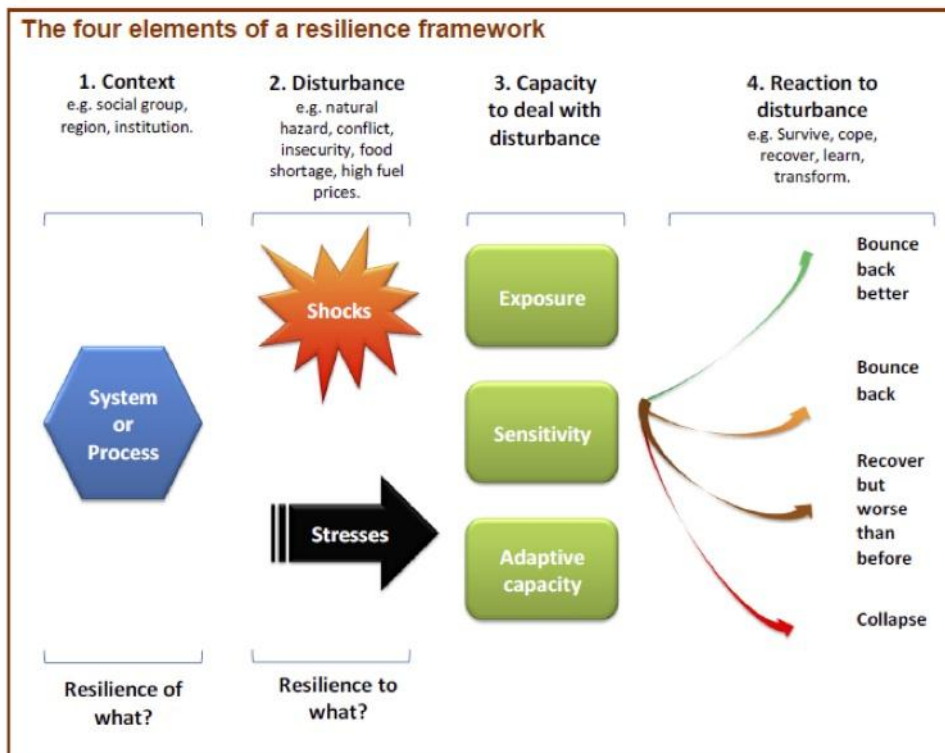 The four elements of a resilience framework
1. Context
e.g. social group,
region, institution.
2. Disturbance
e.g. natural
hazard, conflict,
insecurity, food
shortage, high fuel
prices.
3. Capacity
to deal with
disturbance
4. Reaction to
disturbance
e.g. Survive, cope,
recover, learn,
transform.
System
or
Process
Shocks
Stresses
Exposure
Sensitivity
Adaptive
capacity
Bounce
back
better
Bounce
back
Recover
but
worse
than
before
Collapse
Resilience of
what?
Resilience to
what?